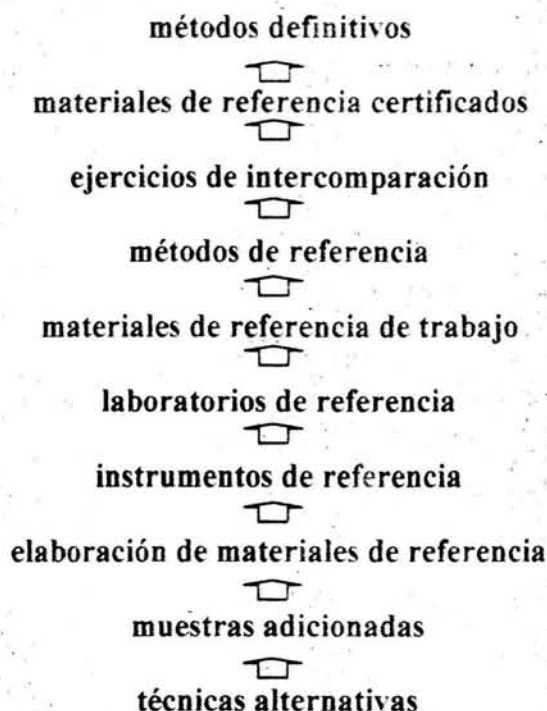 métodos definitivos
materiales de referencia certificados
ejercicios de intercomparación
métodos de referencia
materiales de referencia de trabajo
laboratorios de referencia
instrumentos de referencia
elaboración de materiales de referencia
muestras adicionadas
técnicas alternativas